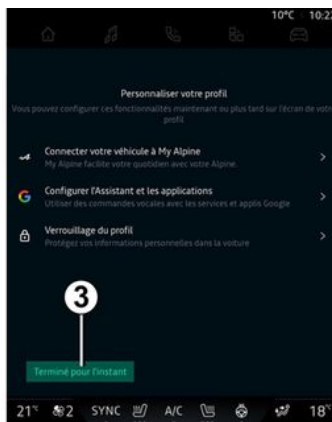 10°C 10:22
Personnaliser votre profil
Vous pouvez configurer ces fonctionnalités maintenant ou plus tard sur l'écran de votre
profil
Connecter votre véhicule à My Alpine
My Alpine facilite votre quotidien avec votre Alpine.
Configurer l'Assistant et les applications
Utiliser des commandes vocales avec les services et applis Google
Verrouillage du profil
Protégez vos informations personnelles dans la voiture
3
Terminé pour l'instant
21°C 2 SYNC A/C 18°C